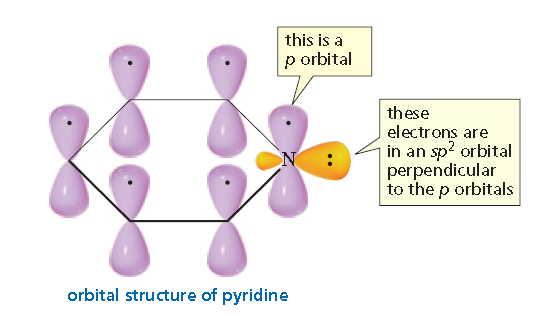 this is a
p orbital
these
electrons are
in an sp² orbital
perpendicular
to the p orbitals
N
orbital structure of pyridine